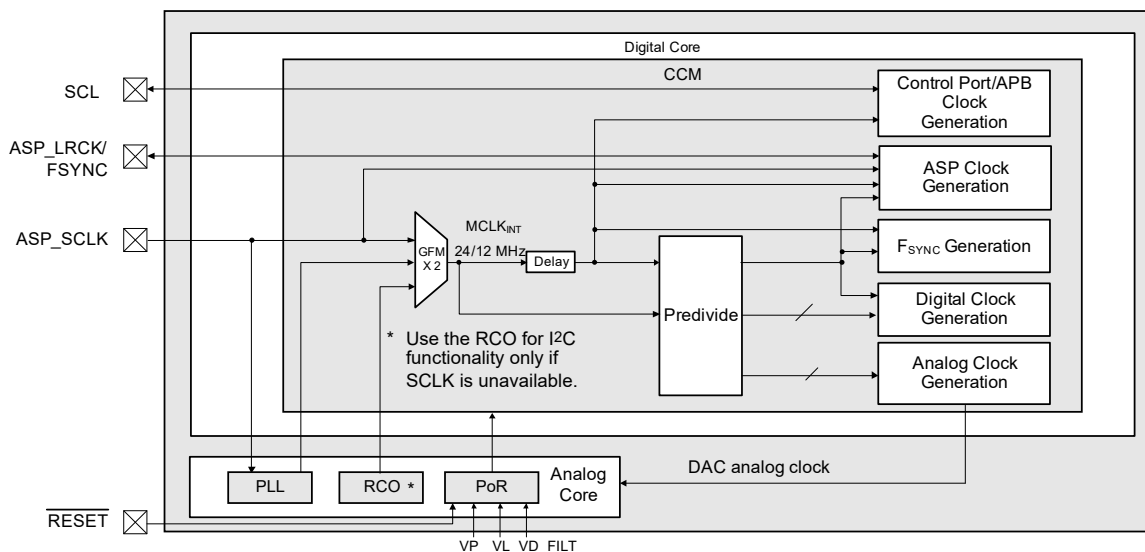 Digital Core
CCM
SCL
Control Port/APB
Clock
Generation
ASP_LRCK/
FSYNC
ASP Clock
Generation
ASP_SCLK
MCLKINT
24/12 MHz
GFM
X 2
Delay
FSYNC Generation
Predivide
Digital Clock
Generation
* Use the RCO for I2C
functionality only if
SCLK is unavailable.
Analog Clock
Generation
DAC analog clock
PLL
RCO *
PoR
Analog
Core
RESET
VP VL VD_FILT